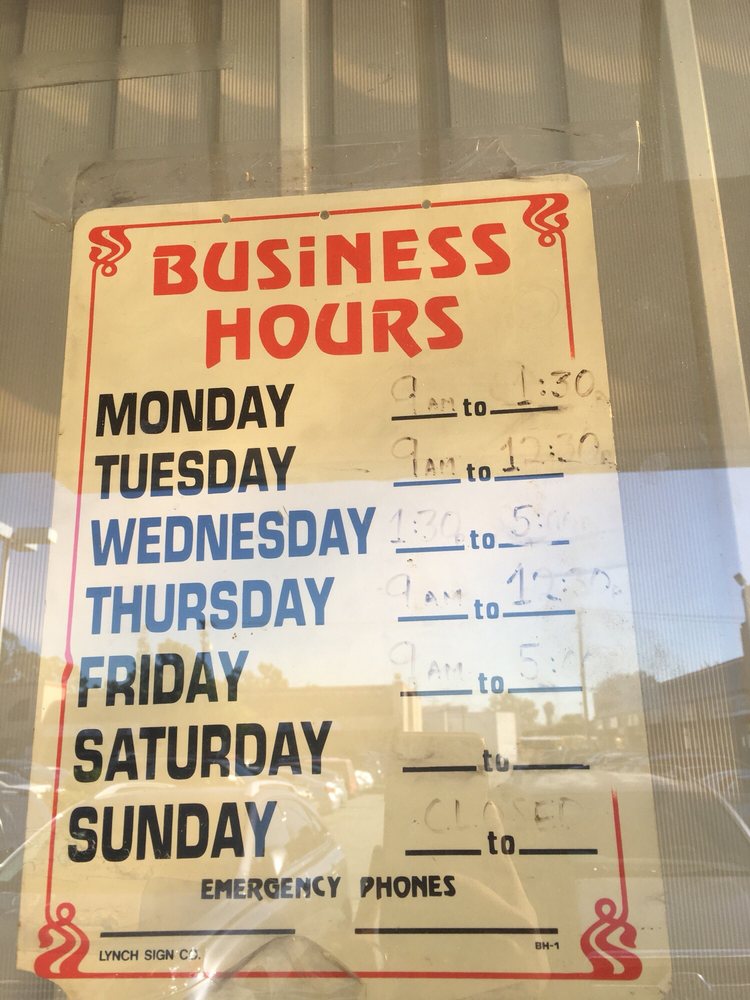 BUSiNESS
HOURS
MONDAY 9 AM to 1:30
TUESDAY 9 AM to 12:30
WEDNESDAY 1:30 to 5:
THURSDAY 9 AM to 12:30
FRIDAY 9 AM to 5:
SATURDAY to
SUNDAY CLOSED to
EMERGENCY PHONES
LYNCH SIGN CO. BH-1